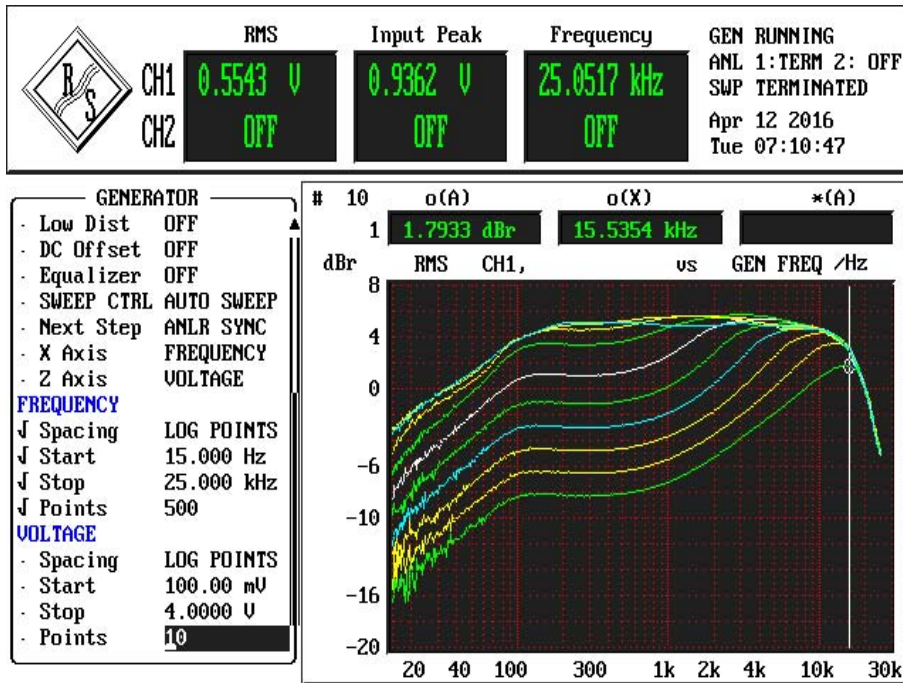 RMS Input Peak Frequency
R
S
CH1 0.5543 V 0.9362 V 25.0517 kHz
CH2 OFF OFF OFF
GEN RUNNING
ANL 1:TERM 2: OFF
SWP TERMINATED
Apr 12 2016
Tue 07:10:47
GENERATOR
· Low Dist OFF
· DC Offset OFF
· Equalizer OFF
· SWEEP CTRL AUTO SWEEP
· Next Step ANLR SYNC
· X Axis FREQUENCY
· Z Axis VOLTAGE
FREQUENCY
√ Spacing LOG POINTS
√ Start 15.000 Hz
√ Stop 25.000 kHz
√ Points 500
VOLTAGE
· Spacing LOG POINTS
· Start 100.00 mV
· Stop 4.0000 V
· Points 10
# 10 o(A) o(X) *(A)
1 1.7933 dBr 15.5354 kHz
dBr RMS CH1, vs GEN FREQ /Hz
8
4
0
-6
-10
-16
-20
20 40 100 300 1k 2k 4k 10k 30k